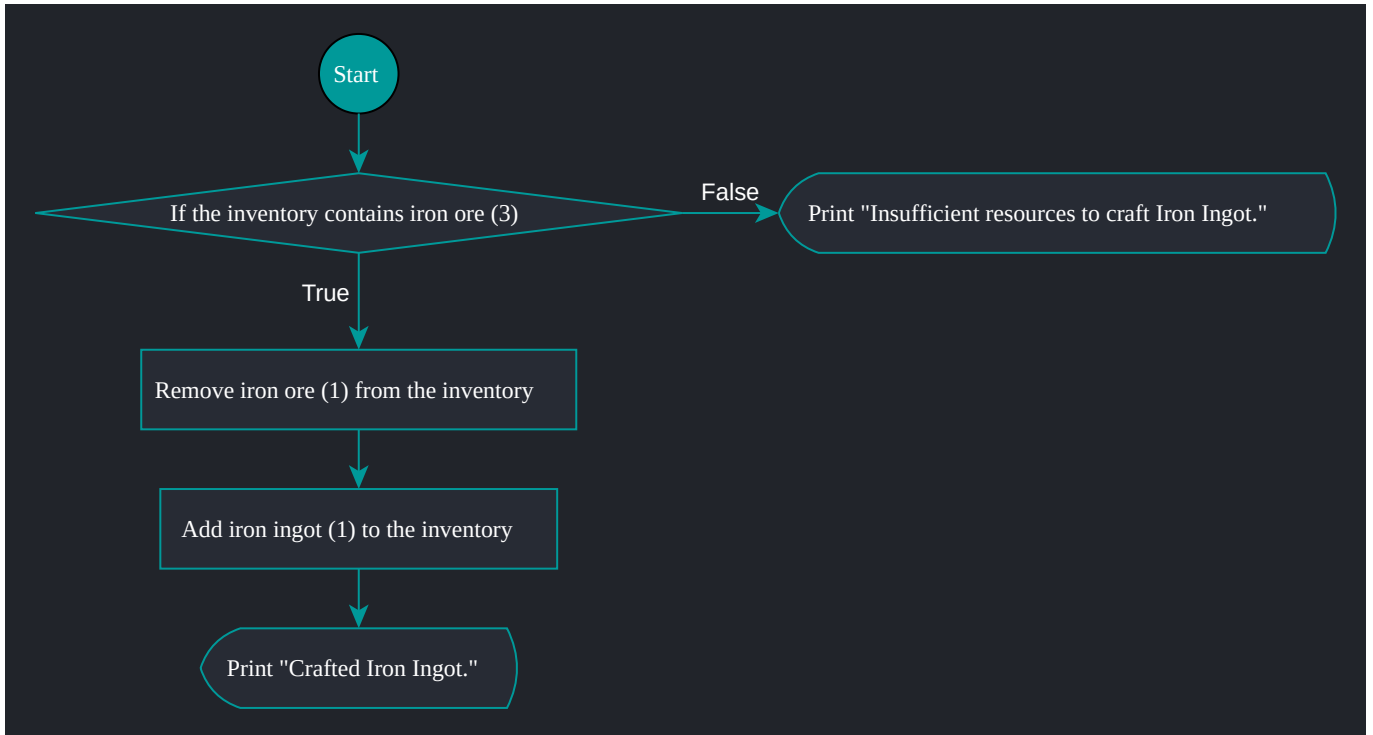 Start
If the inventory contains iron ore (3)
False
Print "Insufficient resources to craft Iron Ingot."
True
Remove iron ore (1) from the inventory
Add iron ingot (1) to the inventory
Print "Crafted Iron Ingot."